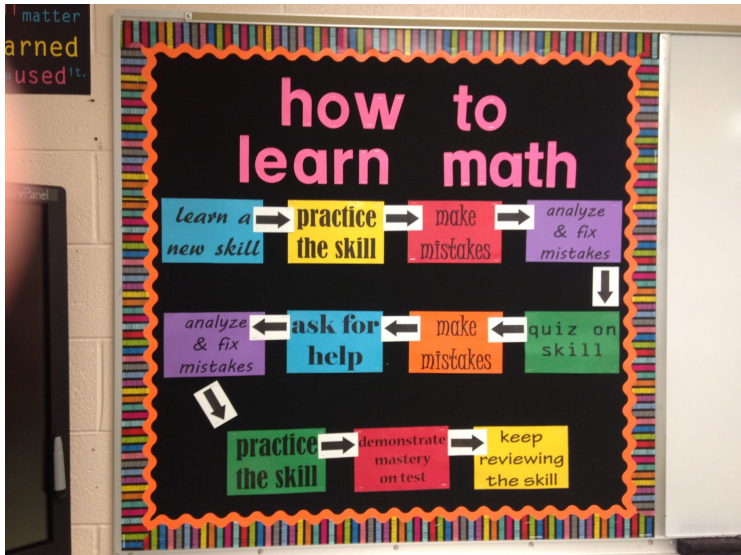 matter
arned
used it.
Panel
how to
learn math
learn a
new skill
practice
the skill
make
mistakes
analyze
& fix
mistakes
quiz on
skill
make
mistakes
ask for
help
analyze
& fix
mistakes
practice
the skill
demonstrate
mastery
on test
keep
reviewing
the skill